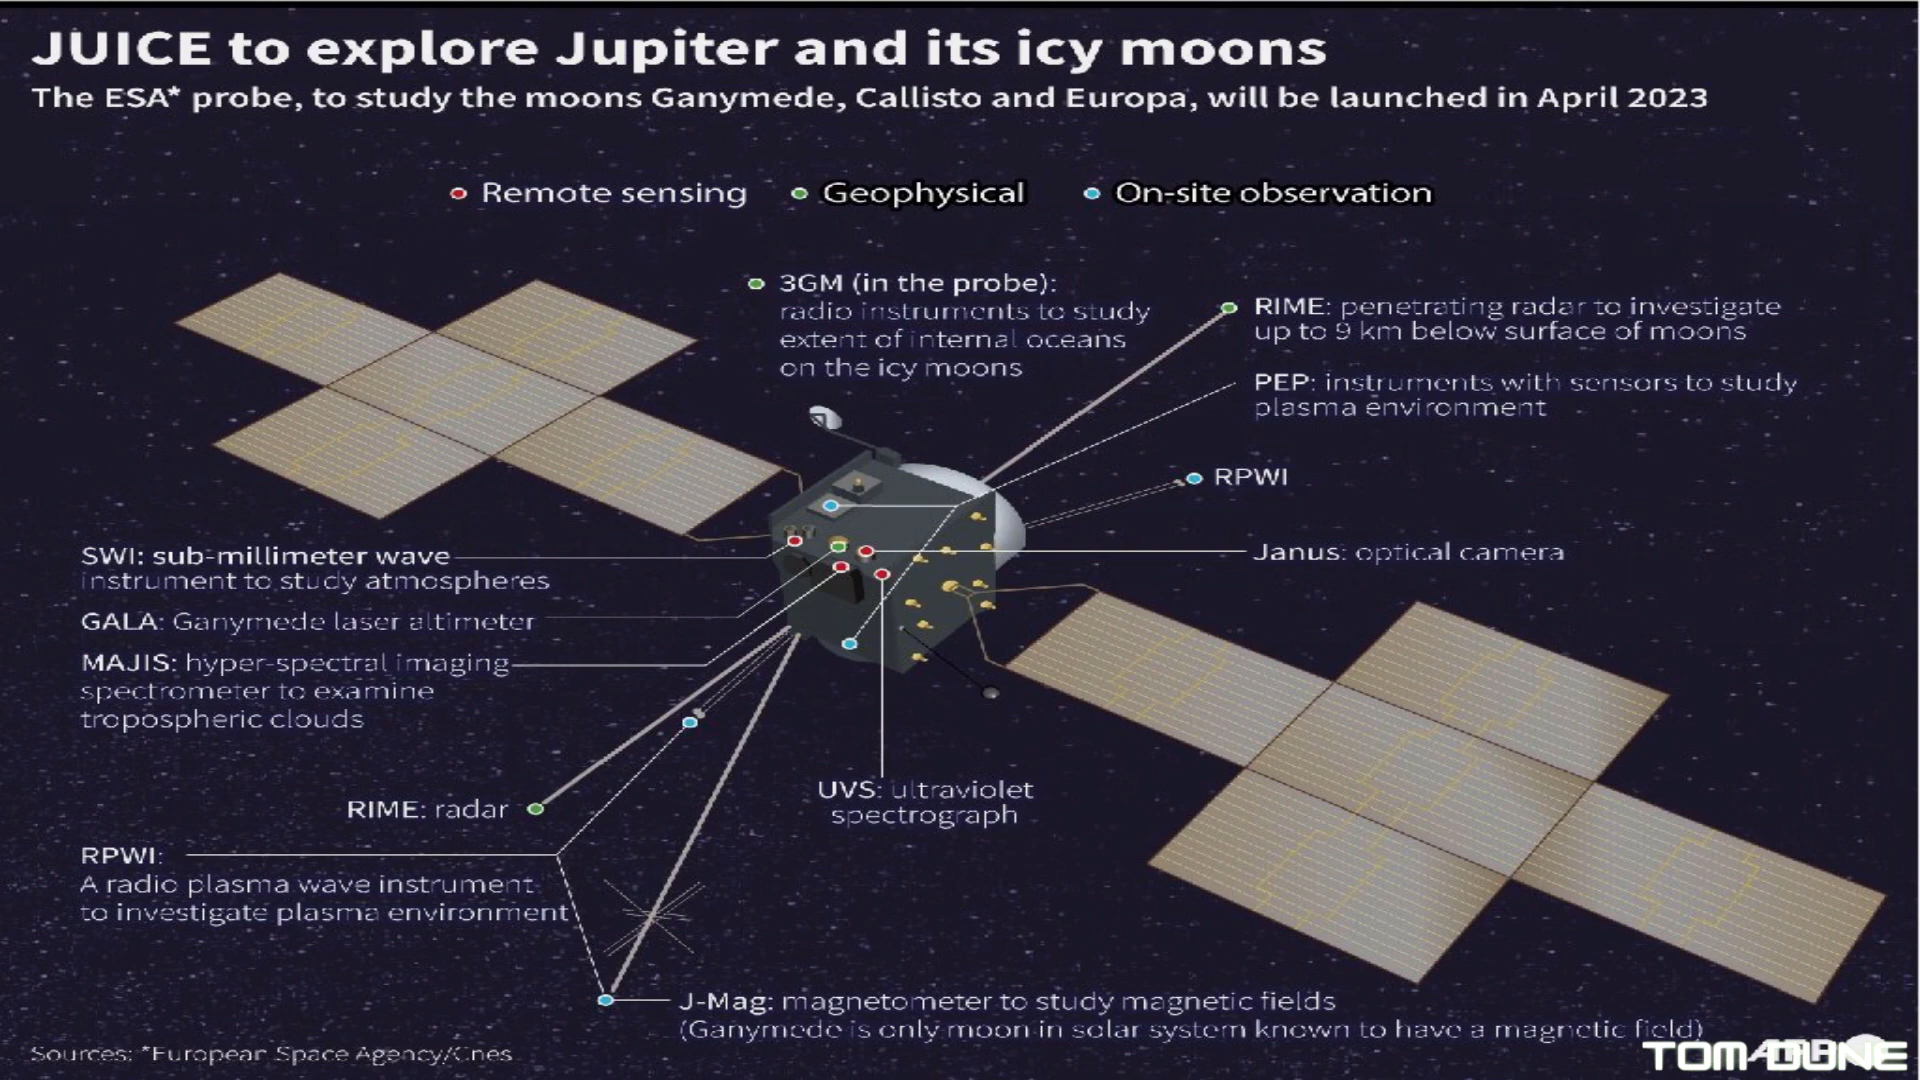 JUICE to explore Jupiter and its icy moons
The ESA* probe, to study the moons Ganymede, Callisto and Europa, will be launched in April 2023
Remote sensing
Geophysical
On-site observation
3GM (in the probe):
radio instruments to study
extent of internal oceans
on the icy moons
RIME: penetrating radar to investigate
up to 9 km below surface of moons
PEP: instruments with sensors to study
plasma environment
RPWI
Janus: optical camera
SWI: sub-millimeter wave
instrument to study atmospheres
GALA: Ganymede laser altimeter
MAJIS: hyper-spectral imaging
spectrometer to examine
tropospheric clouds
UVS: ultraviolet
spectrograph
RIME: radar
RPWI:
A radio plasma wave instrument
to investigate plasma environment
J-Mag: magnetometer to study magnetic fields
(Ganymede is only moon in solar system known to have a magnetic field)
Sources: *European Space Agency/Cnes